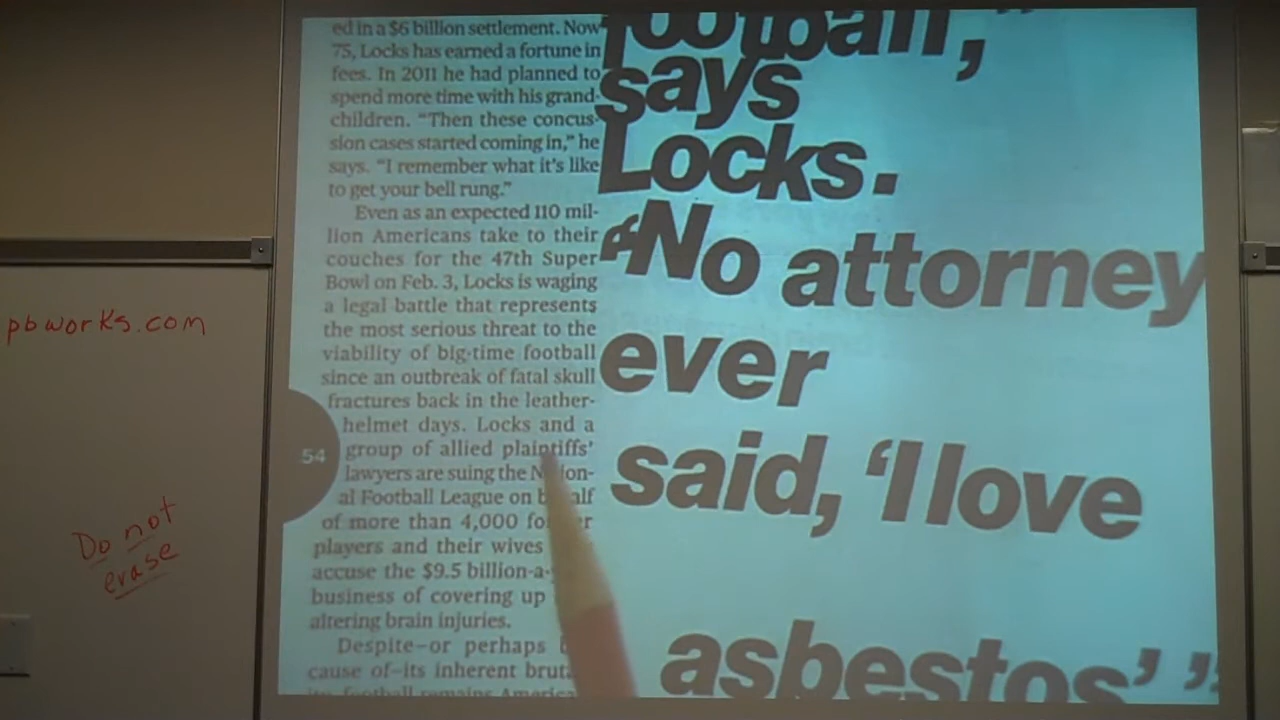 ed in a $6 billion settlement. Now
75, Locks has earned a fortune in
fees. In 2011 he had planned to
spend more time with his grand-
children. “Then these concus-
sion cases started coming in,” he
says. “I remember what it’s like
to get your bell rung.”
Even as an expected 110 mil-
lion Americans take to their
couches for the 47th Super
Bowl on Feb. 3, Locks is waging
a legal battle that represents
the most serious threat to the
viability of big-time football
since an outbreak of fatal skull
fractures back in the leather-
helmet days. Locks and a
group of allied plaintiffs’
lawyers are suing the
al Football League on
of more than 4,000
players and their wives
accuse the $9.5 billion-a-
business of covering up
altering brain injuries.
Despite—or perhaps
cause of—its inherent
football remains
54
football,”
says
Locks.
“No attorney
ever
said, ‘I love
asbestos’”
pbworks.com
Do not
erase